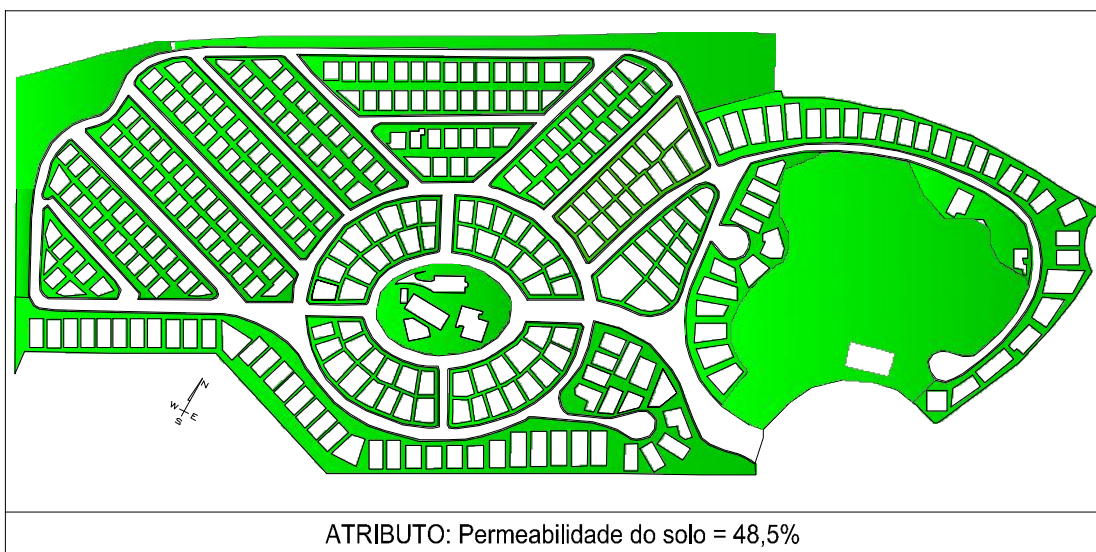 N
W
E
S
ATRIBUTO: Permeabilidade do solo = 48,5%